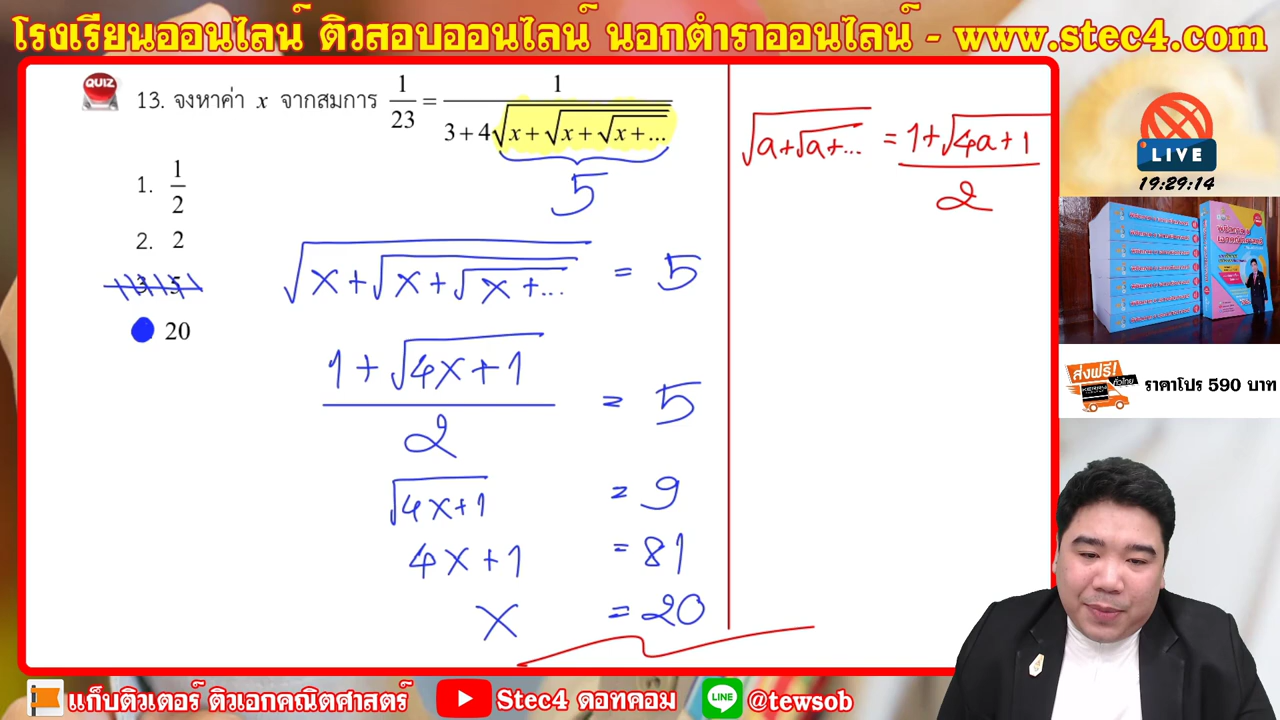 โรงเรียนออนไลน์ ติวสอบออนไลน์ นอกตำราออนไลน์ - www.stec4.com
QUIZ
13. จงหาค่า x จากสมการ 1/23 = 1/(3+4√(x+√(x+√(x+...))))
5
1. 1/2
2. 2
3. 5
20
√(x+√(x+√(x+...))) = 5
(1+√(4x+1))/2 = 5
√(4x+1) = 9
4x+1 = 81
x = 20
√(a+√(a+...)) = (1+√(4a+1))/2
LIVE
19:29:14
ส่งฟรี!
ทั่วไทย
ราคาโปร 590 บาท
แก็บติวเตอร์ ติวเอกคณิตศาสตร์
Stec4 ดอทคอม
LINE
@tewsob